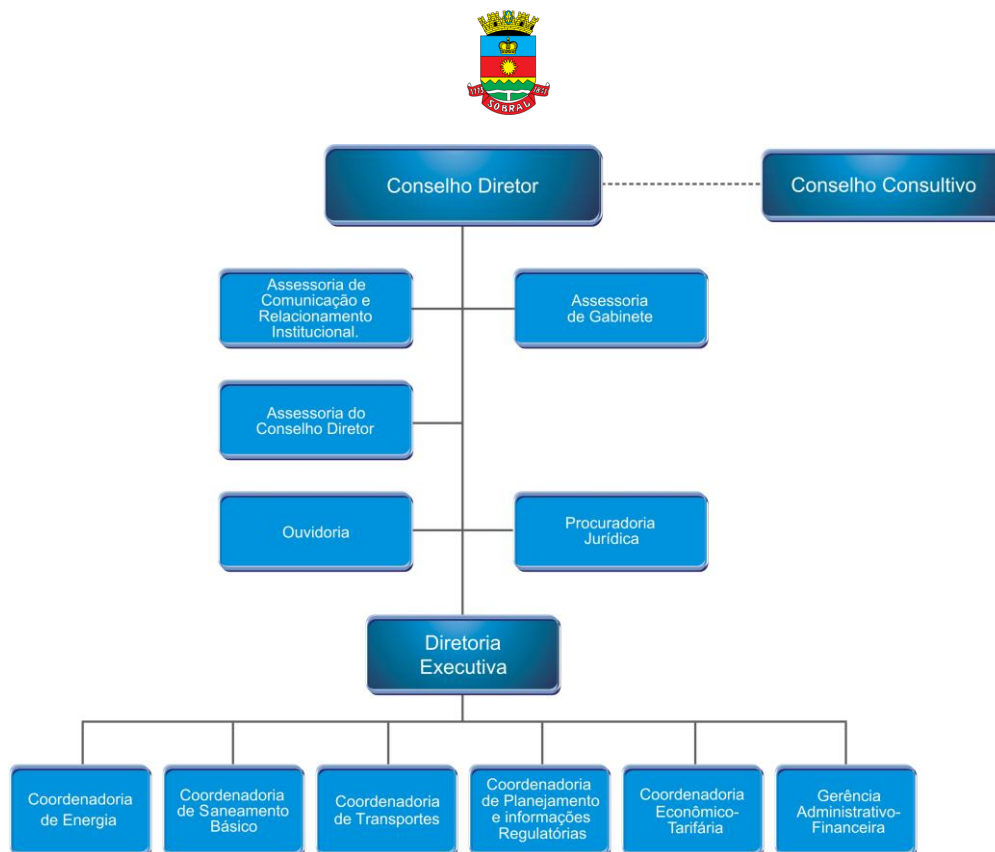 1773 1841
SOBRAL
Conselho Diretor
Conselho Consultivo
Assessoria de
Comunicação e
Relacionamento
Institucional.
Assessoria
de Gabinete
Assessoria do
Conselho Diretor
Ouvidoria
Procuradoria
Jurídica
Diretoria
Executiva
Coordenadoria
de Energia
Coordenadoria
de Saneamento
Básico
Coordenadoria
de Transportes
Coordenadoria
de Planejamento
e informações
Regulatórias
Coordenadoria
Econômico-
Tarifária
Gerência
Administrativo-
Financeira